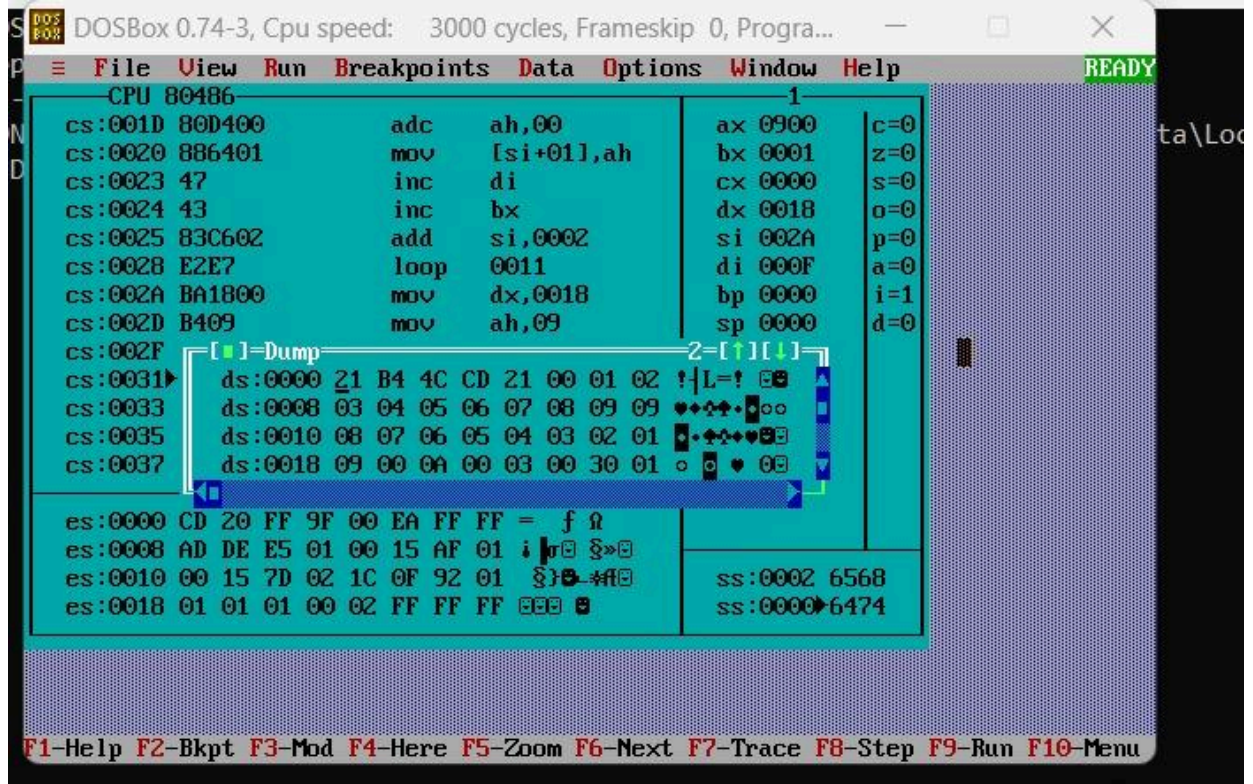 DOSBox 0.74-3, Cpu speed: 3000 cycles, Frameskip 0, Progra...
≡ File View Run Breakpoints Data Options Window Help READY
CPU 80486 1
cs:001D 80D400 adc ah,00 ax 0900 c=0
cs:0020 886401 mov [si+01],ah bx 0001 z=0
cs:0023 47 inc di cx 0000 s=0
cs:0024 43 inc bx dx 0018 o=0
cs:0025 83C602 add si,0002 si 002A p=0
cs:0028 E2E7 loop 0011 di 000F a=0
cs:002A BA1800 mov dx,0018 bp 0000 i=1
cs:002D B409 mov ah,09 sp 0000 d=0
cs:002F [■]=Dump 2=[↑][↓]
cs:0031► ds:0000 21 B4 4C CD 21 00 01 02 !┤L=! ☺☻
cs:0033 ds:0008 03 04 05 06 07 08 09 09 ♥♦♣♠•◘○○
cs:0035 ds:0010 08 07 06 05 04 03 02 01 ◘•♠♣♦♥☻☺
cs:0037 ds:0018 09 00 0A 00 03 00 30 01 ○ ◙ ♥ 0☺
es:0000 CD 20 FF 9F 00 EA FF FF = ƒ Ω
es:0008 AD DE E5 01 00 15 AF 01 ¡ ▐σ☺ §»☺
es:0010 00 15 7D 02 1C 0F 92 01 §}☻∟☼Æ☺ ss:0002 6568
es:0018 01 01 01 00 02 FF FF FF ☺☺☺ ☻ ss:0000►6474
ta\Loc
F1-Help F2-Bkpt F3-Mod F4-Here F5-Zoom F6-Next F7-Trace F8-Step F9-Run F10-Menu